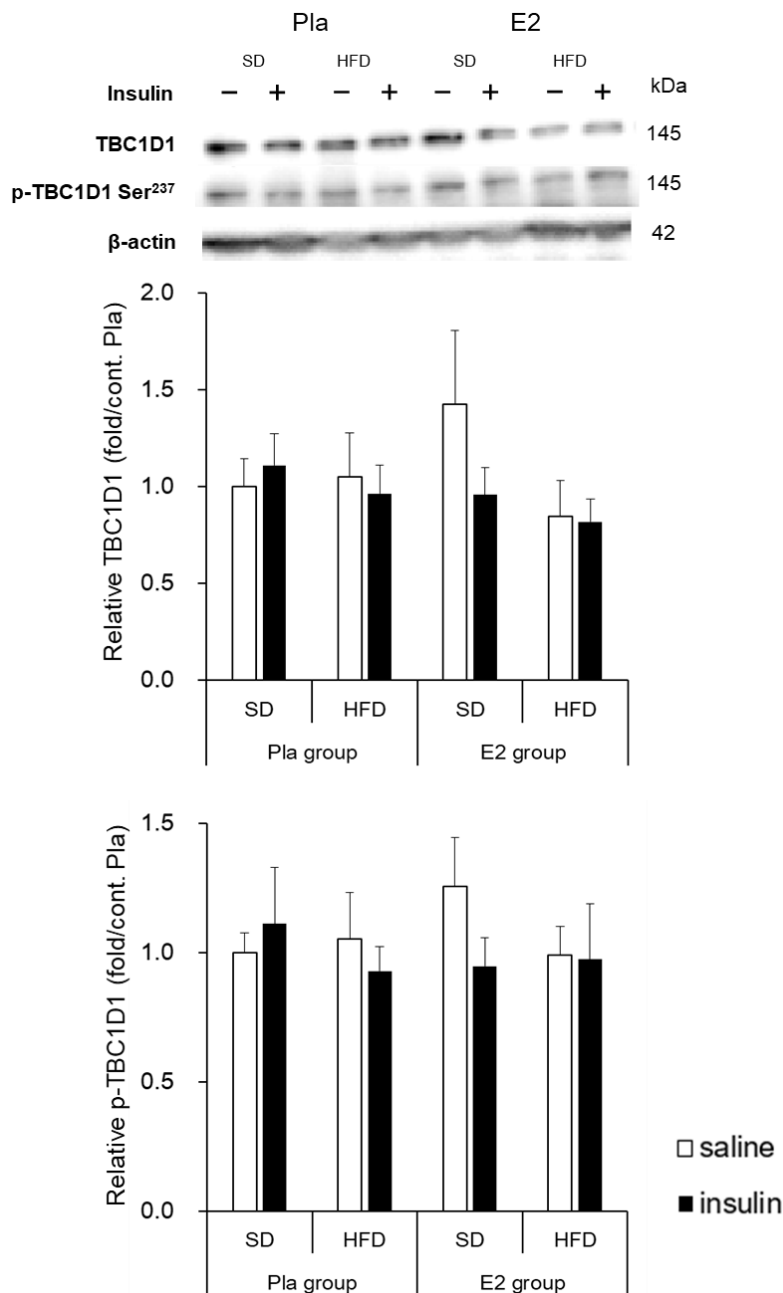 Pla E2
SD HFD SD HFD
Insulin − + − + − + − + kDa
TBC1D1 145
p-TBC1D1 Ser²³⁷ 145
β-actin 42
Relative TBC1D1 (fold/cont. Pla)
2.0
1.5
1.0
0.5
0.0
SD HFD SD HFD
Pla group E2 group
Relative p-TBC1D1 (fold/cont. Pla)
1.5
1.0
0.5
0.0
SD HFD SD HFD
Pla group E2 group
saline
insulin